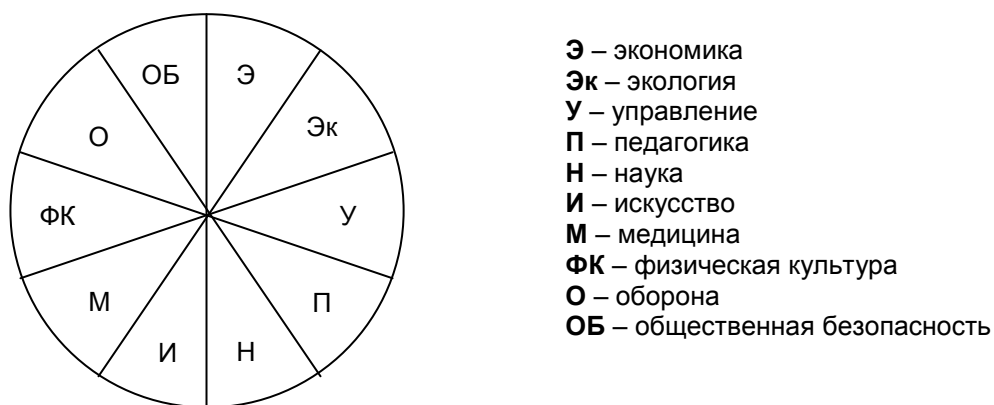 ОБ
Э
О
Эк
ФК
У
М
П
И
Н
Э – экономика
Эк – экология
У – управление
П – педагогика
Н – наука
И – искусство
М – медицина
ФК – физическая культура
О – оборона
ОБ – общественная безопасность